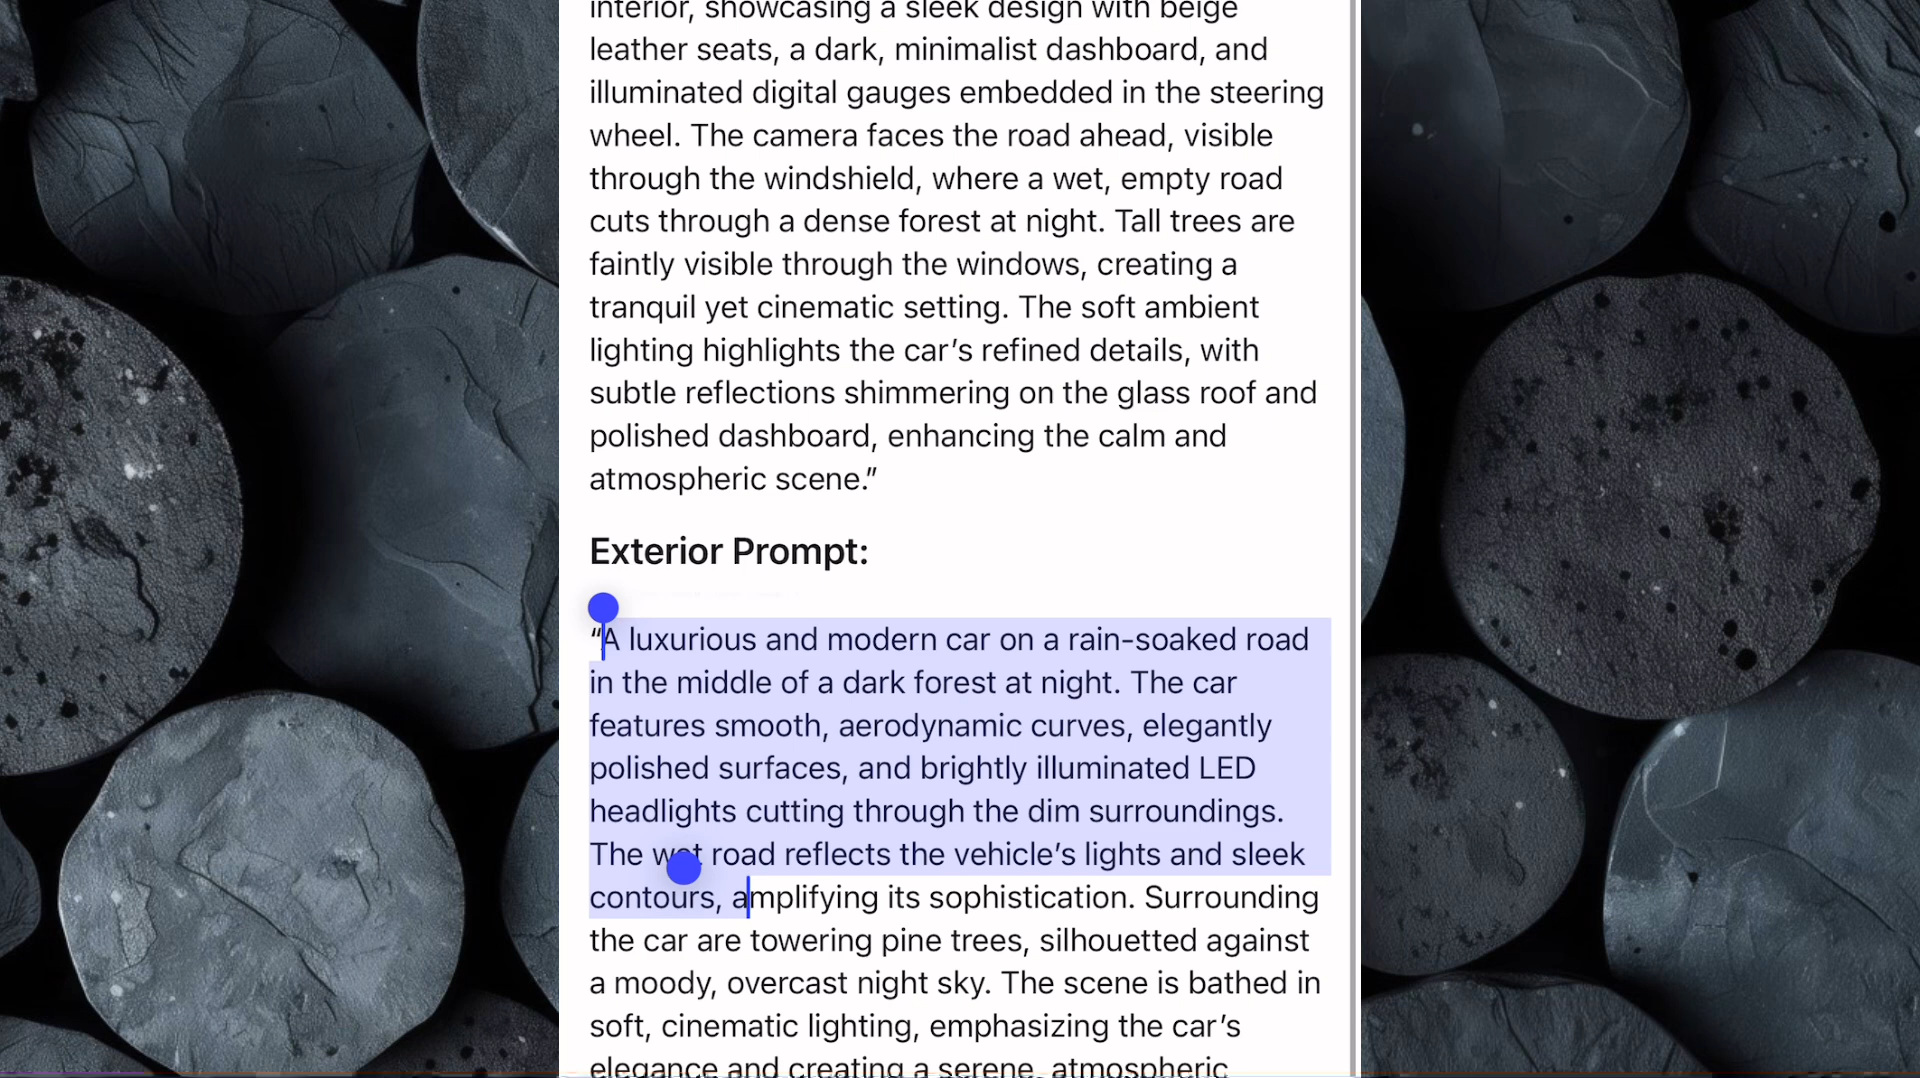 interior, showcasing a sleek design with beige
leather seats, a dark, minimalist dashboard, and
illuminated digital gauges embedded in the steering
wheel. The camera faces the road ahead, visible
through the windshield, where a wet, empty road
cuts through a dense forest at night. Tall trees are
faintly visible through the windows, creating a
tranquil yet cinematic setting. The soft ambient
lighting highlights the car’s refined details, with
subtle reflections shimmering on the glass roof and
polished dashboard, enhancing the calm and
atmospheric scene.”
Exterior Prompt:
“A luxurious and modern car on a rain-soaked road
in the middle of a dark forest at night. The car
features smooth, aerodynamic curves, elegantly
polished surfaces, and brightly illuminated LED
headlights cutting through the dim surroundings.
The wet road reflects the vehicle’s lights and sleek
contours, amplifying its sophistication. Surrounding
the car are towering pine trees, silhouetted against
a moody, overcast night sky. The scene is bathed in
soft, cinematic lighting, emphasizing the car’s
elegance and creating a serene, atmospheric